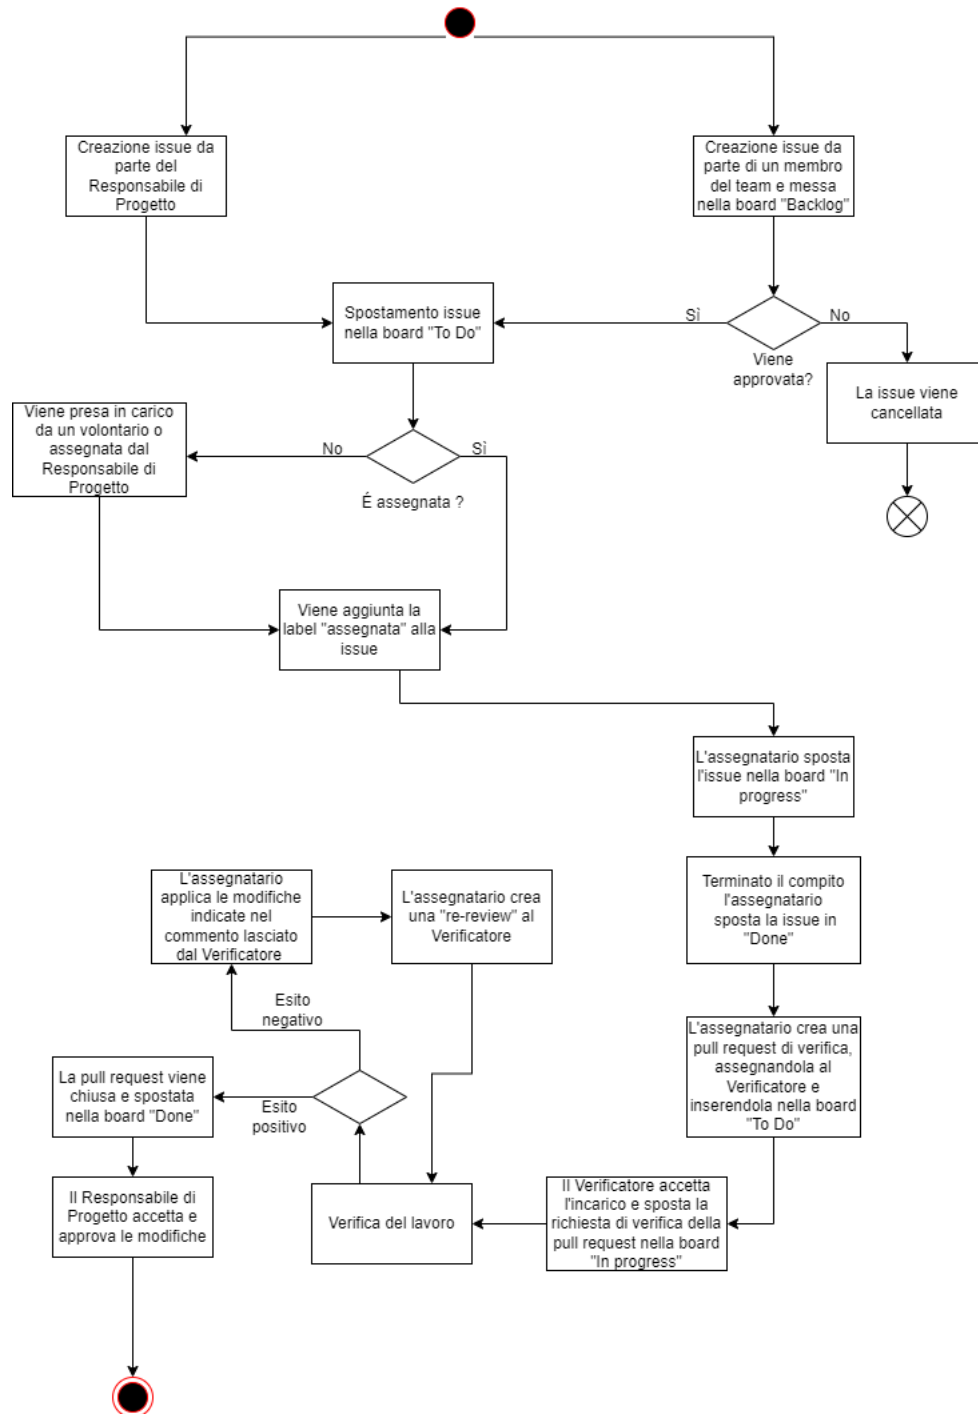 Creazione issue da
parte del
Responsabile di
Progetto
Creazione issue da
parte di un membro
del team e messa
nella board "Backlog"
Spostamento issue
nella board "To Do"
Sì
No
Viene
approvata?
La issue viene
cancellata
Viene presa in carico
da un volontario o
assegnata dal
Responsabile di
Progetto
No
Sì
É assegnata ?
Viene aggiunta la
label "assegnata" alla
issue
L'assegnatario sposta
l'issue nella board "In
progress"
Terminato il compito
l'assegnatario
sposta la issue in
"Done"
L'assegnatario crea una
pull request di verifica,
assegnandola al
Verificatore e
inserendola nella board
"To Do"
Il Verificatore accetta
l'incarico e sposta la
richiesta di verifica della
pull request nella board
"In progress"
Verifica del lavoro
L'assegnatario
applica le modifiche
indicate nel
commento lasciato
dal Verificatore
L'assegnatario crea
una "re-review" al
Verificatore
Esito
negativo
Esito
positivo
La pull request viene
chiusa e spostata
nella board "Done"
Il Responsabile di
Progetto accetta e
approva le modifiche